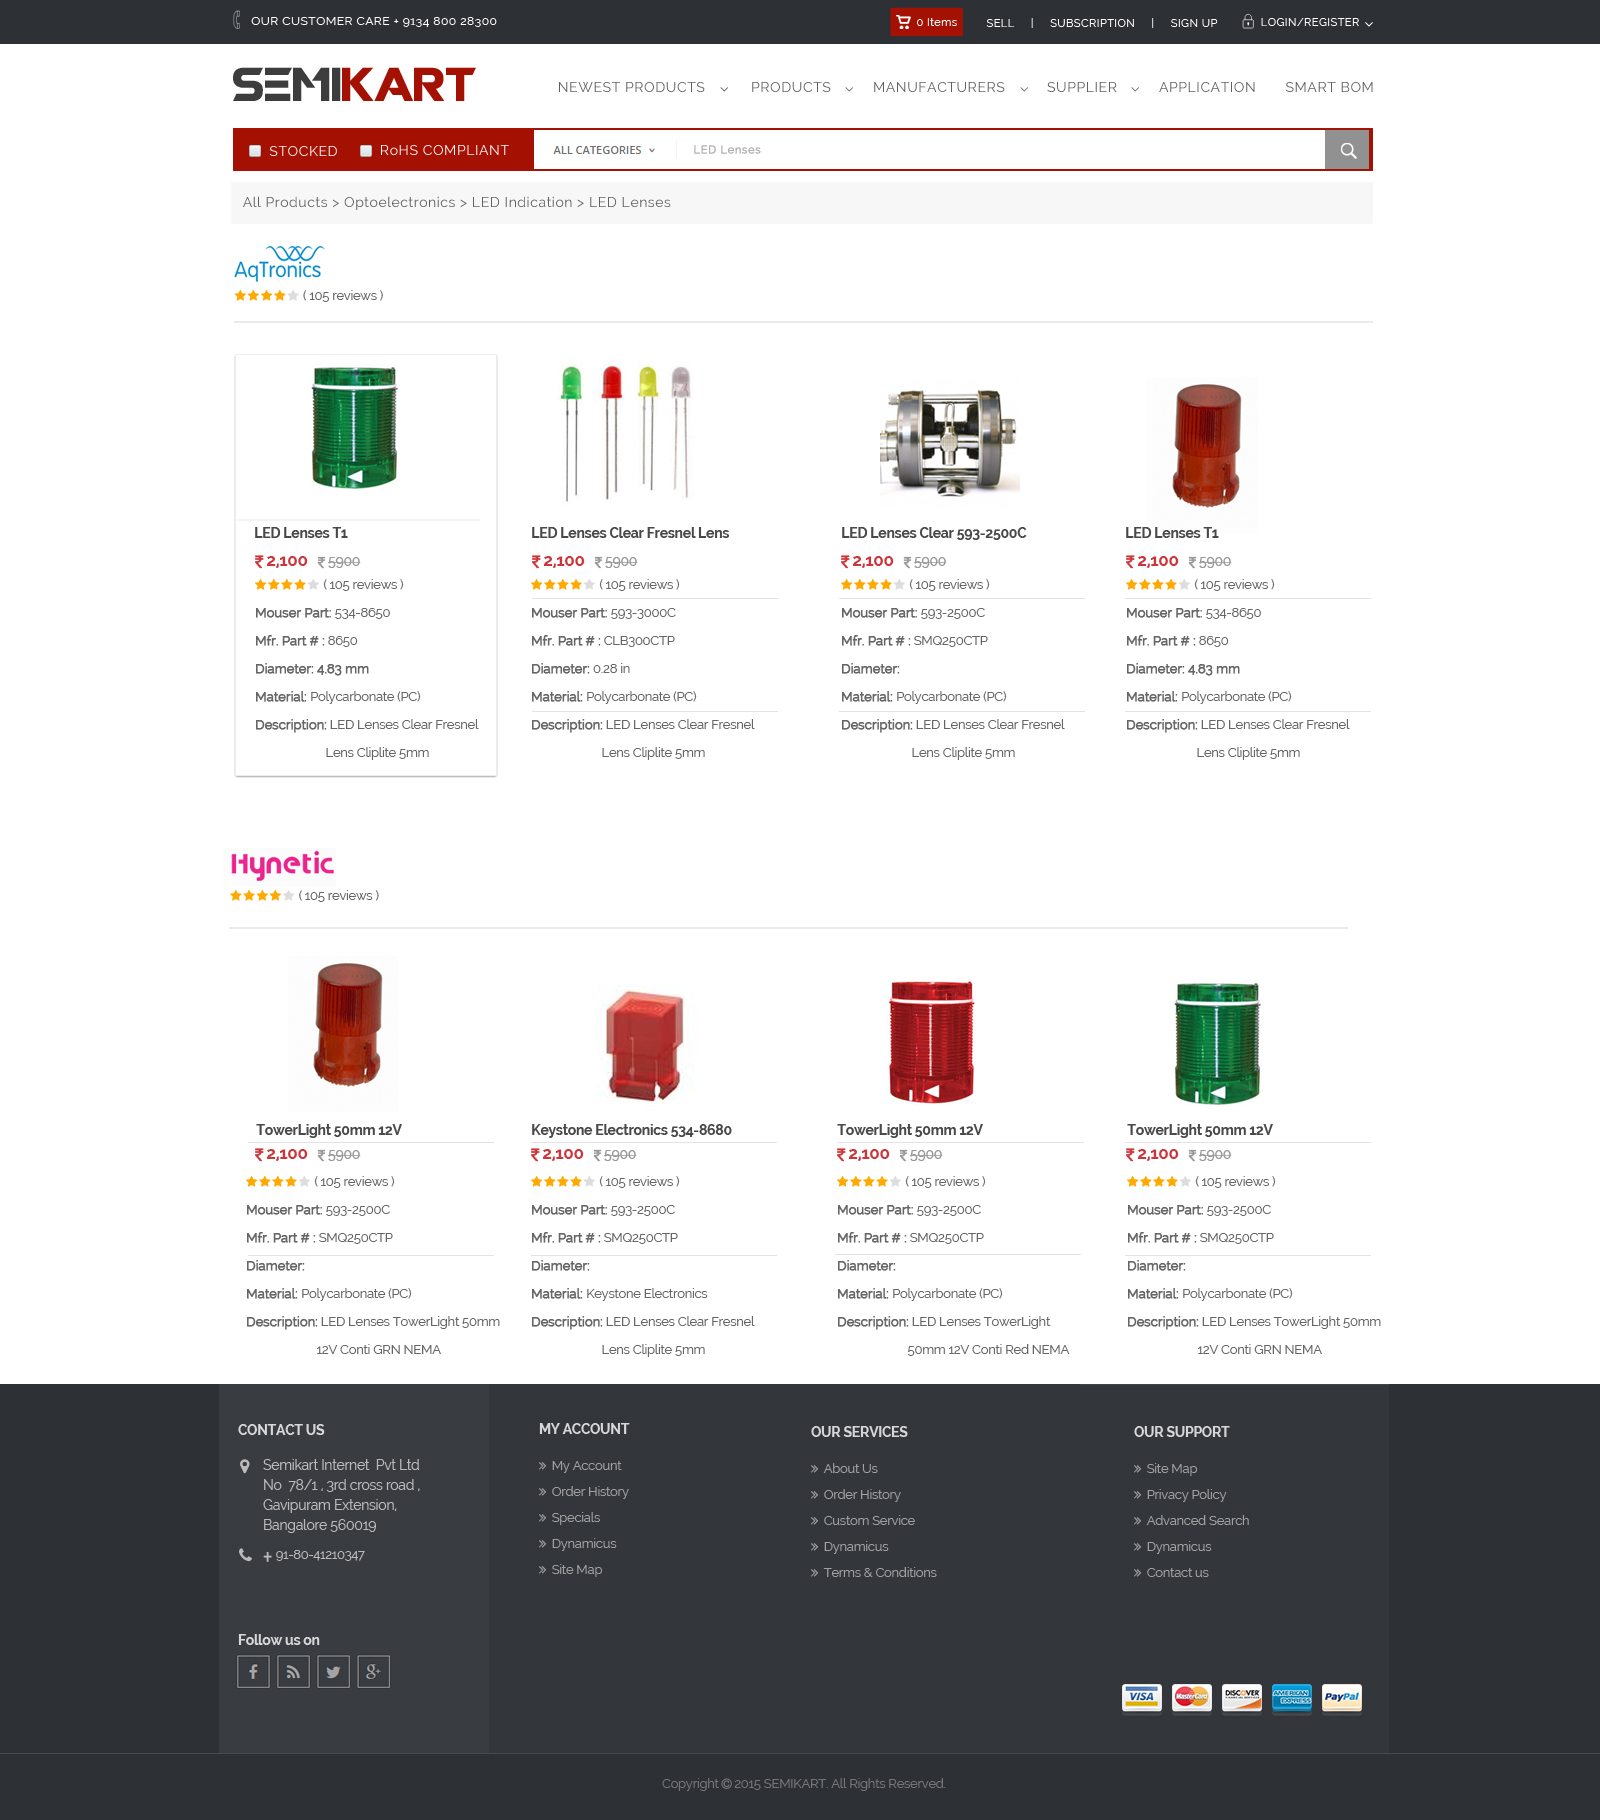 OUR CUSTOMER CARE + 9134 800 28300
0 Items
SELL | SUBSCRIPTION | SIGN UP
LOGIN/REGISTER
SEMIKART
NEWEST PRODUCTS PRODUCTS MANUFACTURERS SUPPLIER APPLICATION SMART BOM
STOCKED RoHS COMPLIANT ALL CATEGORIES LED Lenses
All Products > Optoelectronics > LED Indication > LED Lenses
AqTronics
( 105 reviews )
LED Lenses T1
₹ 2,100 ₹ 5900
( 105 reviews )
Mouser Part: 534-8650
Mfr. Part # : 8650
Diameter: 4.83 mm
Material: Polycarbonate (PC)
Description: LED Lenses Clear Fresnel
Lens Cliplite 5mm
LED Lenses Clear Fresnel Lens
₹ 2,100 ₹ 5900
( 105 reviews )
Mouser Part: 593-3000C
Mfr. Part # : CLB300CTP
Diameter: 0.28 in
Material: Polycarbonate (PC)
Description: LED Lenses Clear Fresnel
Lens Cliplite 5mm
LED Lenses Clear 593-2500C
₹ 2,100 ₹ 5900
( 105 reviews )
Mouser Part: 593-2500C
Mfr. Part # : SMQ250CTP
Diameter:
Material: Polycarbonate (PC)
Description: LED Lenses Clear Fresnel
Lens Cliplite 5mm
LED Lenses T1
₹ 2,100 ₹ 5900
( 105 reviews )
Mouser Part: 534-8650
Mfr. Part # : 8650
Diameter: 4.83 mm
Material: Polycarbonate (PC)
Description: LED Lenses Clear Fresnel
Lens Cliplite 5mm
Hynetic
( 105 reviews )
TowerLight 50mm 12V
₹ 2,100 ₹ 5900
( 105 reviews )
Mouser Part: 593-2500C
Mfr. Part # : SMQ250CTP
Diameter:
Material: Polycarbonate (PC)
Description: LED Lenses TowerLight 50mm
12V Conti GRN NEMA
Keystone Electronics 534-8680
₹ 2,100 ₹ 5900
( 105 reviews )
Mouser Part: 593-2500C
Mfr. Part # : SMQ250CTP
Diameter:
Material: Keystone Electronics
Description: LED Lenses Clear Fresnel
Lens Cliplite 5mm
TowerLight 50mm 12V
₹ 2,100 ₹ 5900
( 105 reviews )
Mouser Part: 593-2500C
Mfr. Part # : SMQ250CTP
Diameter:
Material: Polycarbonate (PC)
Description: LED Lenses TowerLight
50mm 12V Conti Red NEMA
TowerLight 50mm 12V
₹ 2,100 ₹ 5900
( 105 reviews )
Mouser Part: 593-2500C
Mfr. Part # : SMQ250CTP
Diameter:
Material: Polycarbonate (PC)
Description: LED Lenses TowerLight 50mm
12V Conti GRN NEMA
CONTACT US
Semikart Internet Pvt Ltd
No 78/1 , 3rd cross road ,
Gavipuram Extension,
Bangalore 560019
+ 91-80-41210347
Follow us on
MY ACCOUNT
» My Account
» Order History
» Specials
» Dynamicus
» Site Map
OUR SERVICES
» About Us
» Order History
» Custom Service
» Dynamicus
» Terms & Conditions
OUR SUPPORT
» Site Map
» Privacy Policy
» Advanced Search
» Dynamicus
» Contact us
VISA MasterCard DISCOVER AMERICAN EXPRESS PayPal
Copyright © 2015 SEMIKART. All Rights Reserved.